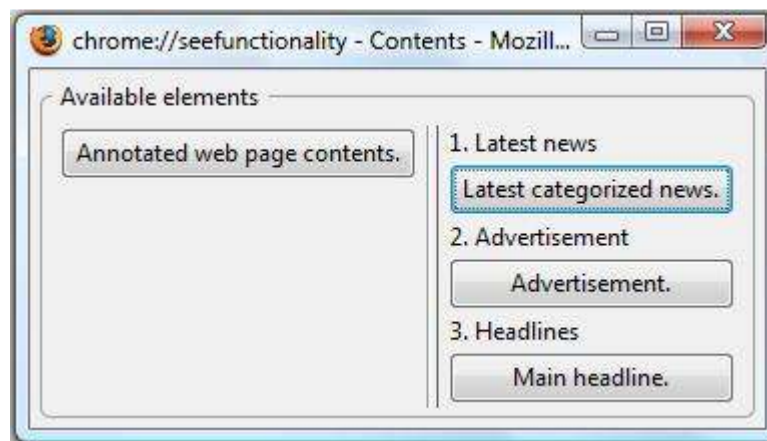 chrome://seefunctionality - Contents - Mozill...
Available elements
Annotated web page contents.
1. Latest news
Latest categorized news.
2. Advertisement
Advertisement.
3. Headlines
Main headline.